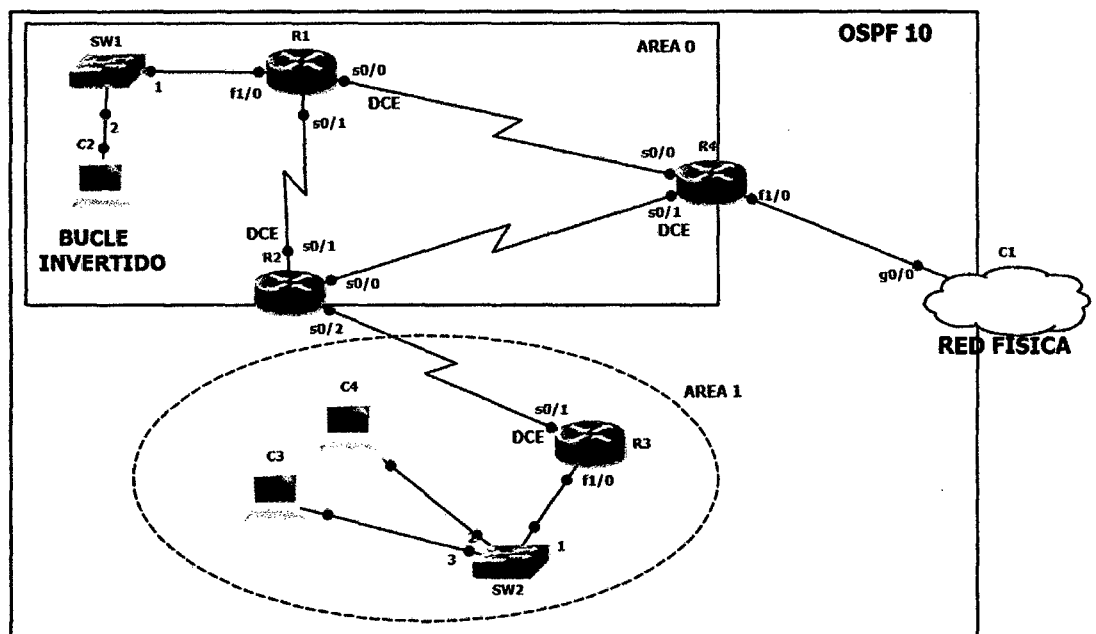 OSPF 10
AREA 0
SW1
R1
1
f1/0
s0/0
DCE
s0/1
2
C2
R4
s0/0
f1/0
s0/1
DCE
BUCLE
INVERTIDO
DCE
s0/1
R2
s0/0
C1
g0/0
s0/2
RED FÍSICA
AREA 1
C4
s0/1
DCE
R3
C3
f1/0
2
1
3
SW2